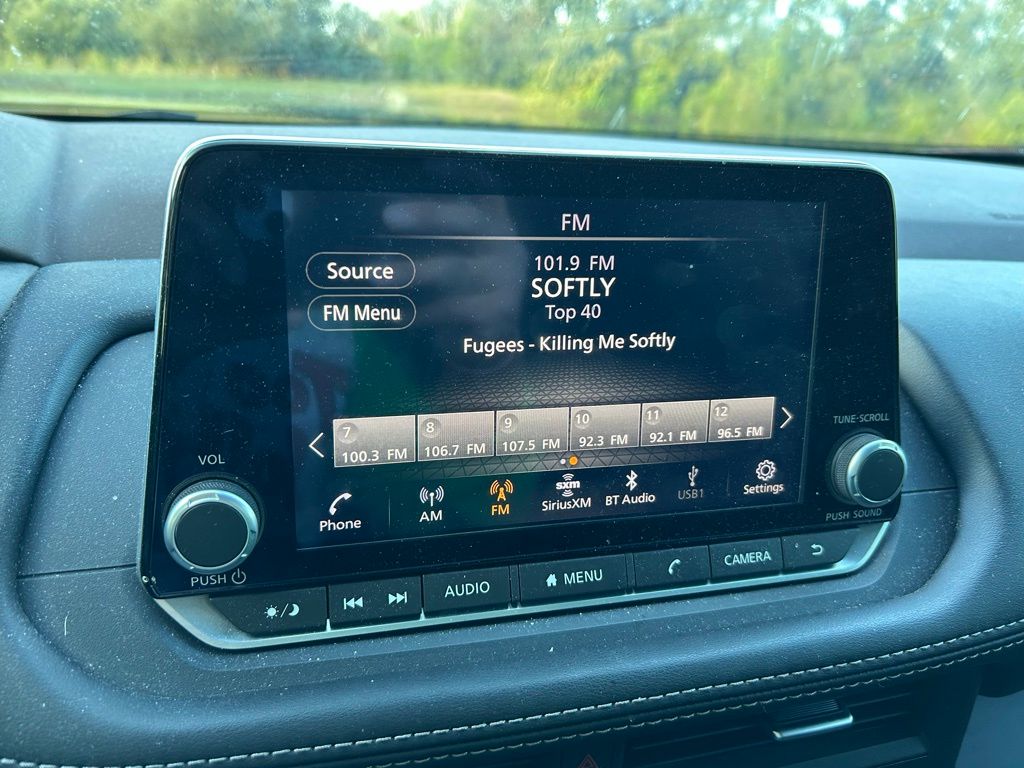 FM
Source
101.9 FM
SOFTLY
FM Menu
Top 40
Fugees - Killing Me Softly
7
100.3 FM
8
106.7 FM
9
107.5 FM
10
92.3 FM
11
92.1 FM
12
96.5 FM
TUNE·SCROLL
VOL
Phone
AM
FM
sxm
SiriusXM
BT Audio
USB1
Settings
PUSH SOUND
PUSH
AUDIO
MENU
CAMERA